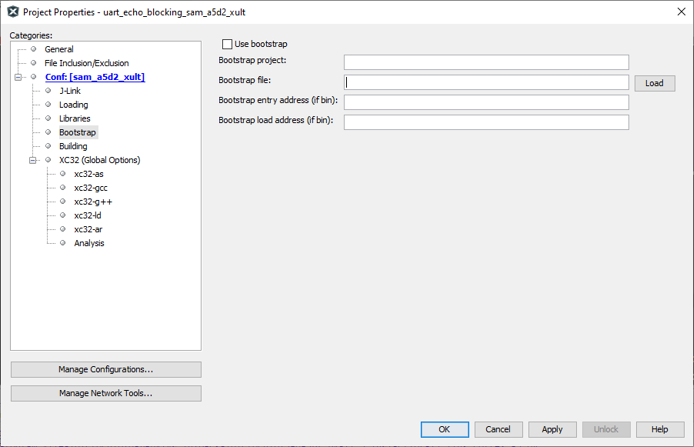 Project Properties - uart_echo_blocking_sam_a5d2_xult
Categories:
General
File Inclusion/Exclusion
Conf: [sam_a5d2_xult]
J-Link
Loading
Libraries
Bootstrap
Building
XC32 (Global Options)
xc32-as
xc32-gcc
xc32-g++
xc32-ld
xc32-ar
Analysis
Manage Configurations...
Manage Network Tools...
Use bootstrap
Bootstrap project:
Bootstrap file:
Load
Bootstrap entry address (if bin):
Bootstrap load address (if bin):
OK
Cancel
Apply
Unlock
Help